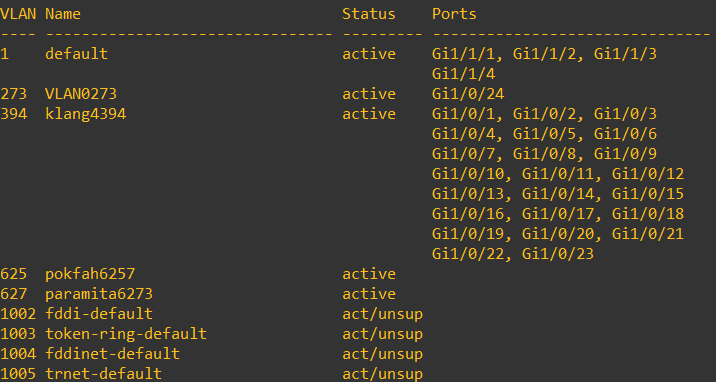 VLAN Name                             Status    Ports
---- -------------------------------- --------- -------------------------------
1    default                          active    Gi1/1/1, Gi1/1/2, Gi1/1/3
                                                Gi1/1/4
273  VLAN0273                         active    Gi1/0/24
394  klang4394                        active    Gi1/0/1, Gi1/0/2, Gi1/0/3
                                                Gi1/0/4, Gi1/0/5, Gi1/0/6
                                                Gi1/0/7, Gi1/0/8, Gi1/0/9
                                                Gi1/0/10, Gi1/0/11, Gi1/0/12
                                                Gi1/0/13, Gi1/0/14, Gi1/0/15
                                                Gi1/0/16, Gi1/0/17, Gi1/0/18
                                                Gi1/0/19, Gi1/0/20, Gi1/0/21
                                                Gi1/0/22, Gi1/0/23
625  pokfah6257                       active
627  paramita6273                     active
1002 fddi-default                     act/unsup
1003 token-ring-default               act/unsup
1004 fddinet-default                  act/unsup
1005 trnet-default                    act/unsup